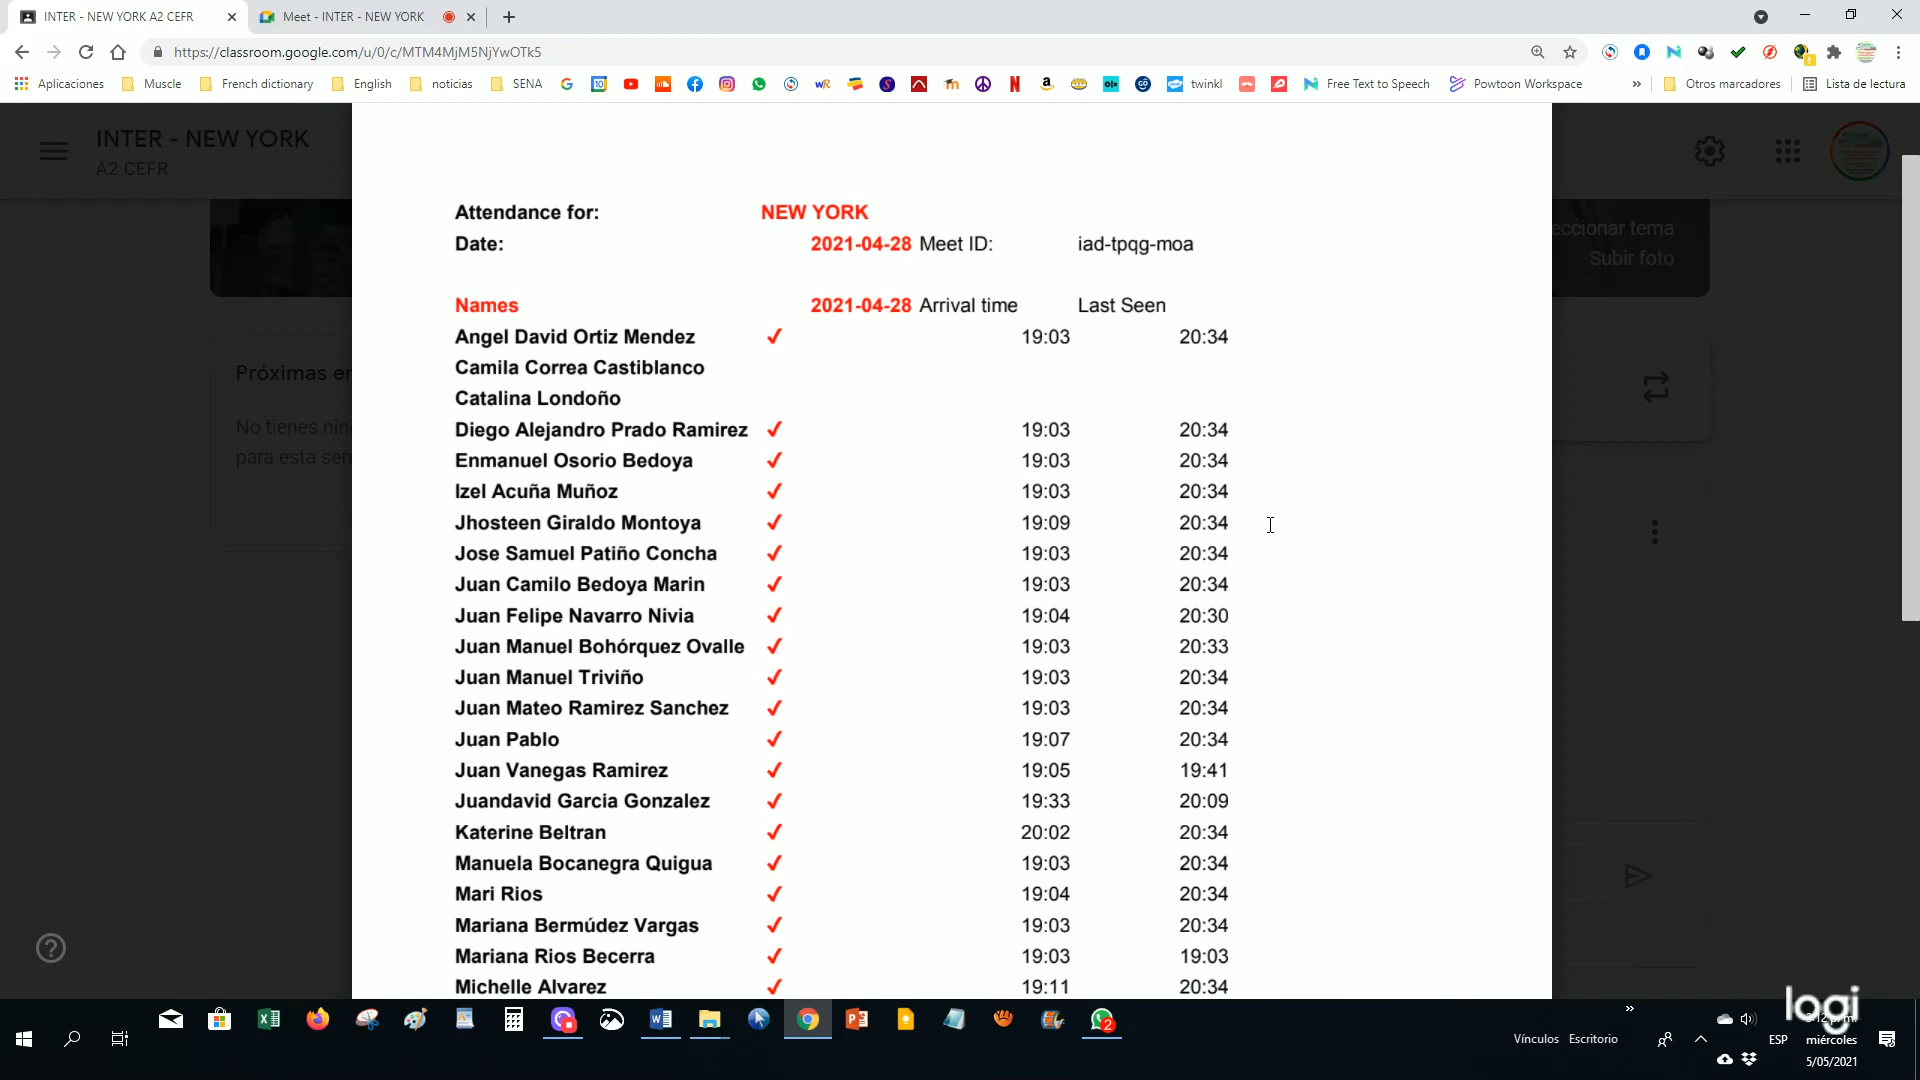 INTER - NEW YORK A2 CEFR
Meet - INTER - NEW YORK
https://classroom.google.com/u/0/c/MTM4MjM5NjYwOTk5
Aplicaciones Muscle French dictionary English noticias SENA twinkl Free Text to Speech Powtoon Workspace » Otros marcadores Lista de lectura
INTER - NEW YORK
A2 CEFR
eccionar tema
Subir foto
Próximas en
No tienes nin
para esta sem
Attendance for: NEW YORK
Date: 2021-04-28 Meet ID: iad-tpqg-moa
Names 2021-04-28 Arrival time Last Seen
Angel David Ortiz Mendez ✓ 19:03 20:34
Camila Correa Castiblanco
Catalina Londoño
Diego Alejandro Prado Ramirez ✓ 19:03 20:34
Enmanuel Osorio Bedoya ✓ 19:03 20:34
Izel Acuña Muñoz ✓ 19:03 20:34
Jhosteen Giraldo Montoya ✓ 19:09 20:34
Jose Samuel Patiño Concha ✓ 19:03 20:34
Juan Camilo Bedoya Marin ✓ 19:03 20:34
Juan Felipe Navarro Nivia ✓ 19:04 20:30
Juan Manuel Bohórquez Ovalle ✓ 19:03 20:33
Juan Manuel Triviño ✓ 19:03 20:34
Juan Mateo Ramirez Sanchez ✓ 19:03 20:34
Juan Pablo ✓ 19:07 20:34
Juan Vanegas Ramirez ✓ 19:05 19:41
Juandavid Garcia Gonzalez ✓ 19:33 20:09
Katerine Beltran ✓ 20:02 20:34
Manuela Bocanegra Quigua ✓ 19:03 20:34
Mari Rios ✓ 19:04 20:34
Mariana Bermúdez Vargas ✓ 19:03 20:34
Mariana Rios Becerra ✓ 19:03 19:03
Michelle Alvarez ✓ 19:11 20:34
logi
Vínculos Escritorio
ESP
miércoles
5/05/2021